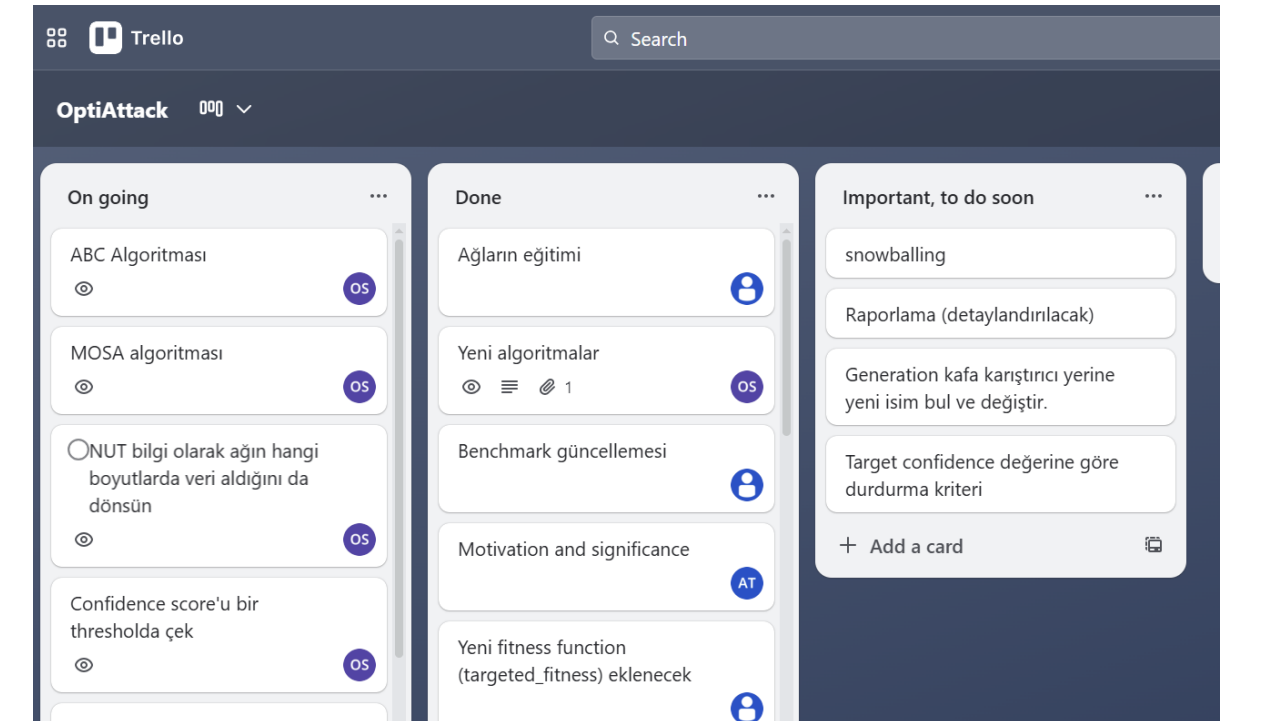 Trello
Search
OptiAttack
On going
ABC Algoritması
OS
MOSA algoritması
OS
NUT bilgi olarak ağın hangi
boyutlarda veri aldığını da
dönsün
OS
Confidence score'u bir
thresholda çek
OS
Done
Ağların eğitimi
Yeni algoritmalar
1
OS
Benchmark güncellemesi
Motivation and significance
AT
Yeni fitness function
(targeted_fitness) eklenecek
Important, to do soon
snowballing
Raporlama (detaylandırılacak)
Generation kafa karıştırıcı yerine
yeni isim bul ve değiştir.
Target confidence değerine göre
durdurma kriteri
Add a card